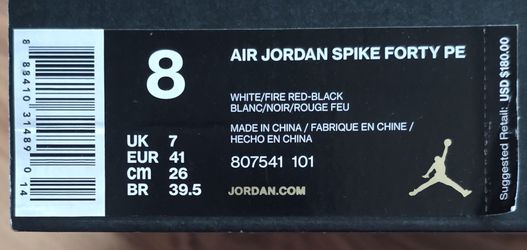 8 88410 31489 0 14
8
AIR JORDAN SPIKE FORTY PE
WHITE/FIRE RED-BLACK
BLANC/NOIR/ROUGE FEU
MADE IN CHINA / FABRIQUE EN CHINE /
HECHO EN CHINA
807541 101
JORDAN.COM
UK 7
EUR 41
cm 26
BR 39.5
Suggested Retail: USD $180.00